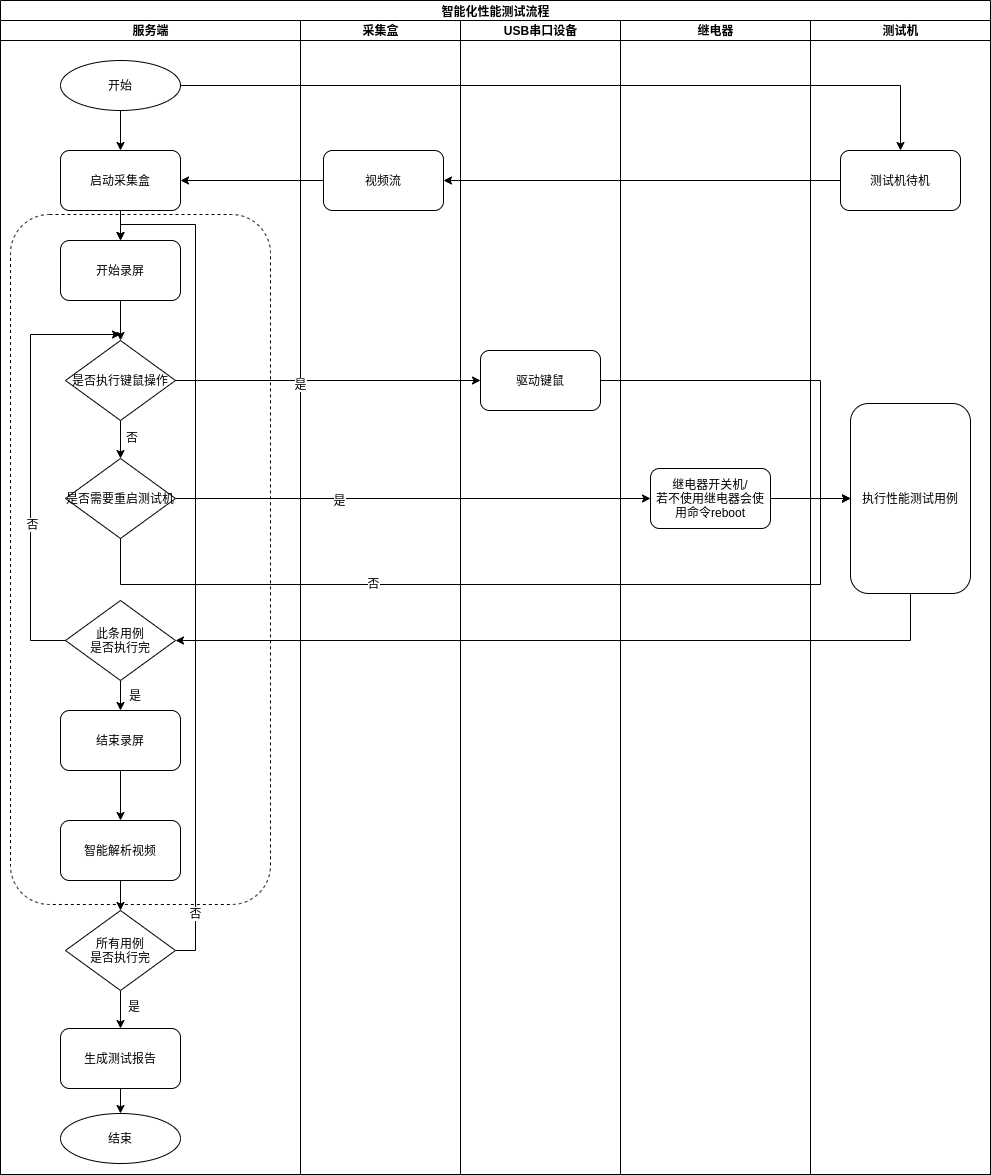 智能化性能测试流程
服务端
采集盒
USB串口设备
继电器
测试机
开始
启动采集盒
视频流
测试机待机
开始录屏
是否执行键鼠操作
是
驱动键鼠
否
是否需要重启测试机
是
继电器开关机/
若不使用继电器会使
用命令reboot
执行性能测试用例
否
否
此条用例
是否执行完
是
结束录屏
智能解析视频
否
所有用例
是否执行完
是
生成测试报告
结束